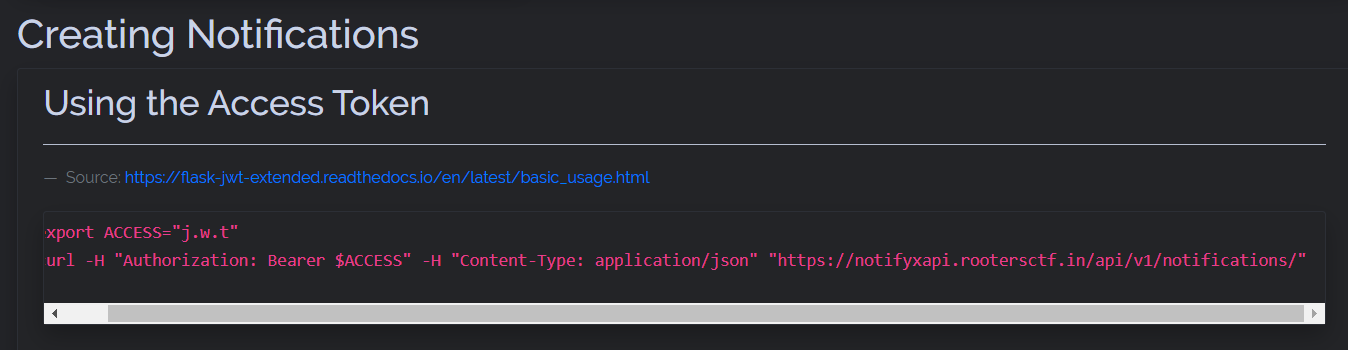 Creating Notifications
Using the Access Token
— Source: https://flask-jwt-extended.readthedocs.io/en/latest/basic_usage.html
xport ACCESS="j.w.t"
url -H "Authorization: Bearer $ACCESS" -H "Content-Type: application/json" "https://notifyxapi.rootersctf.in/api/v1/notifications/"